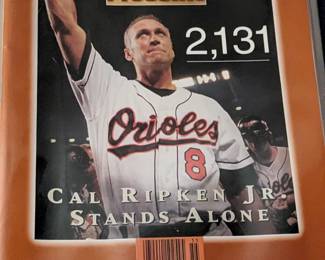 2,131
Orioles
8
CAL RIPKEN JR
STANDS ALONE